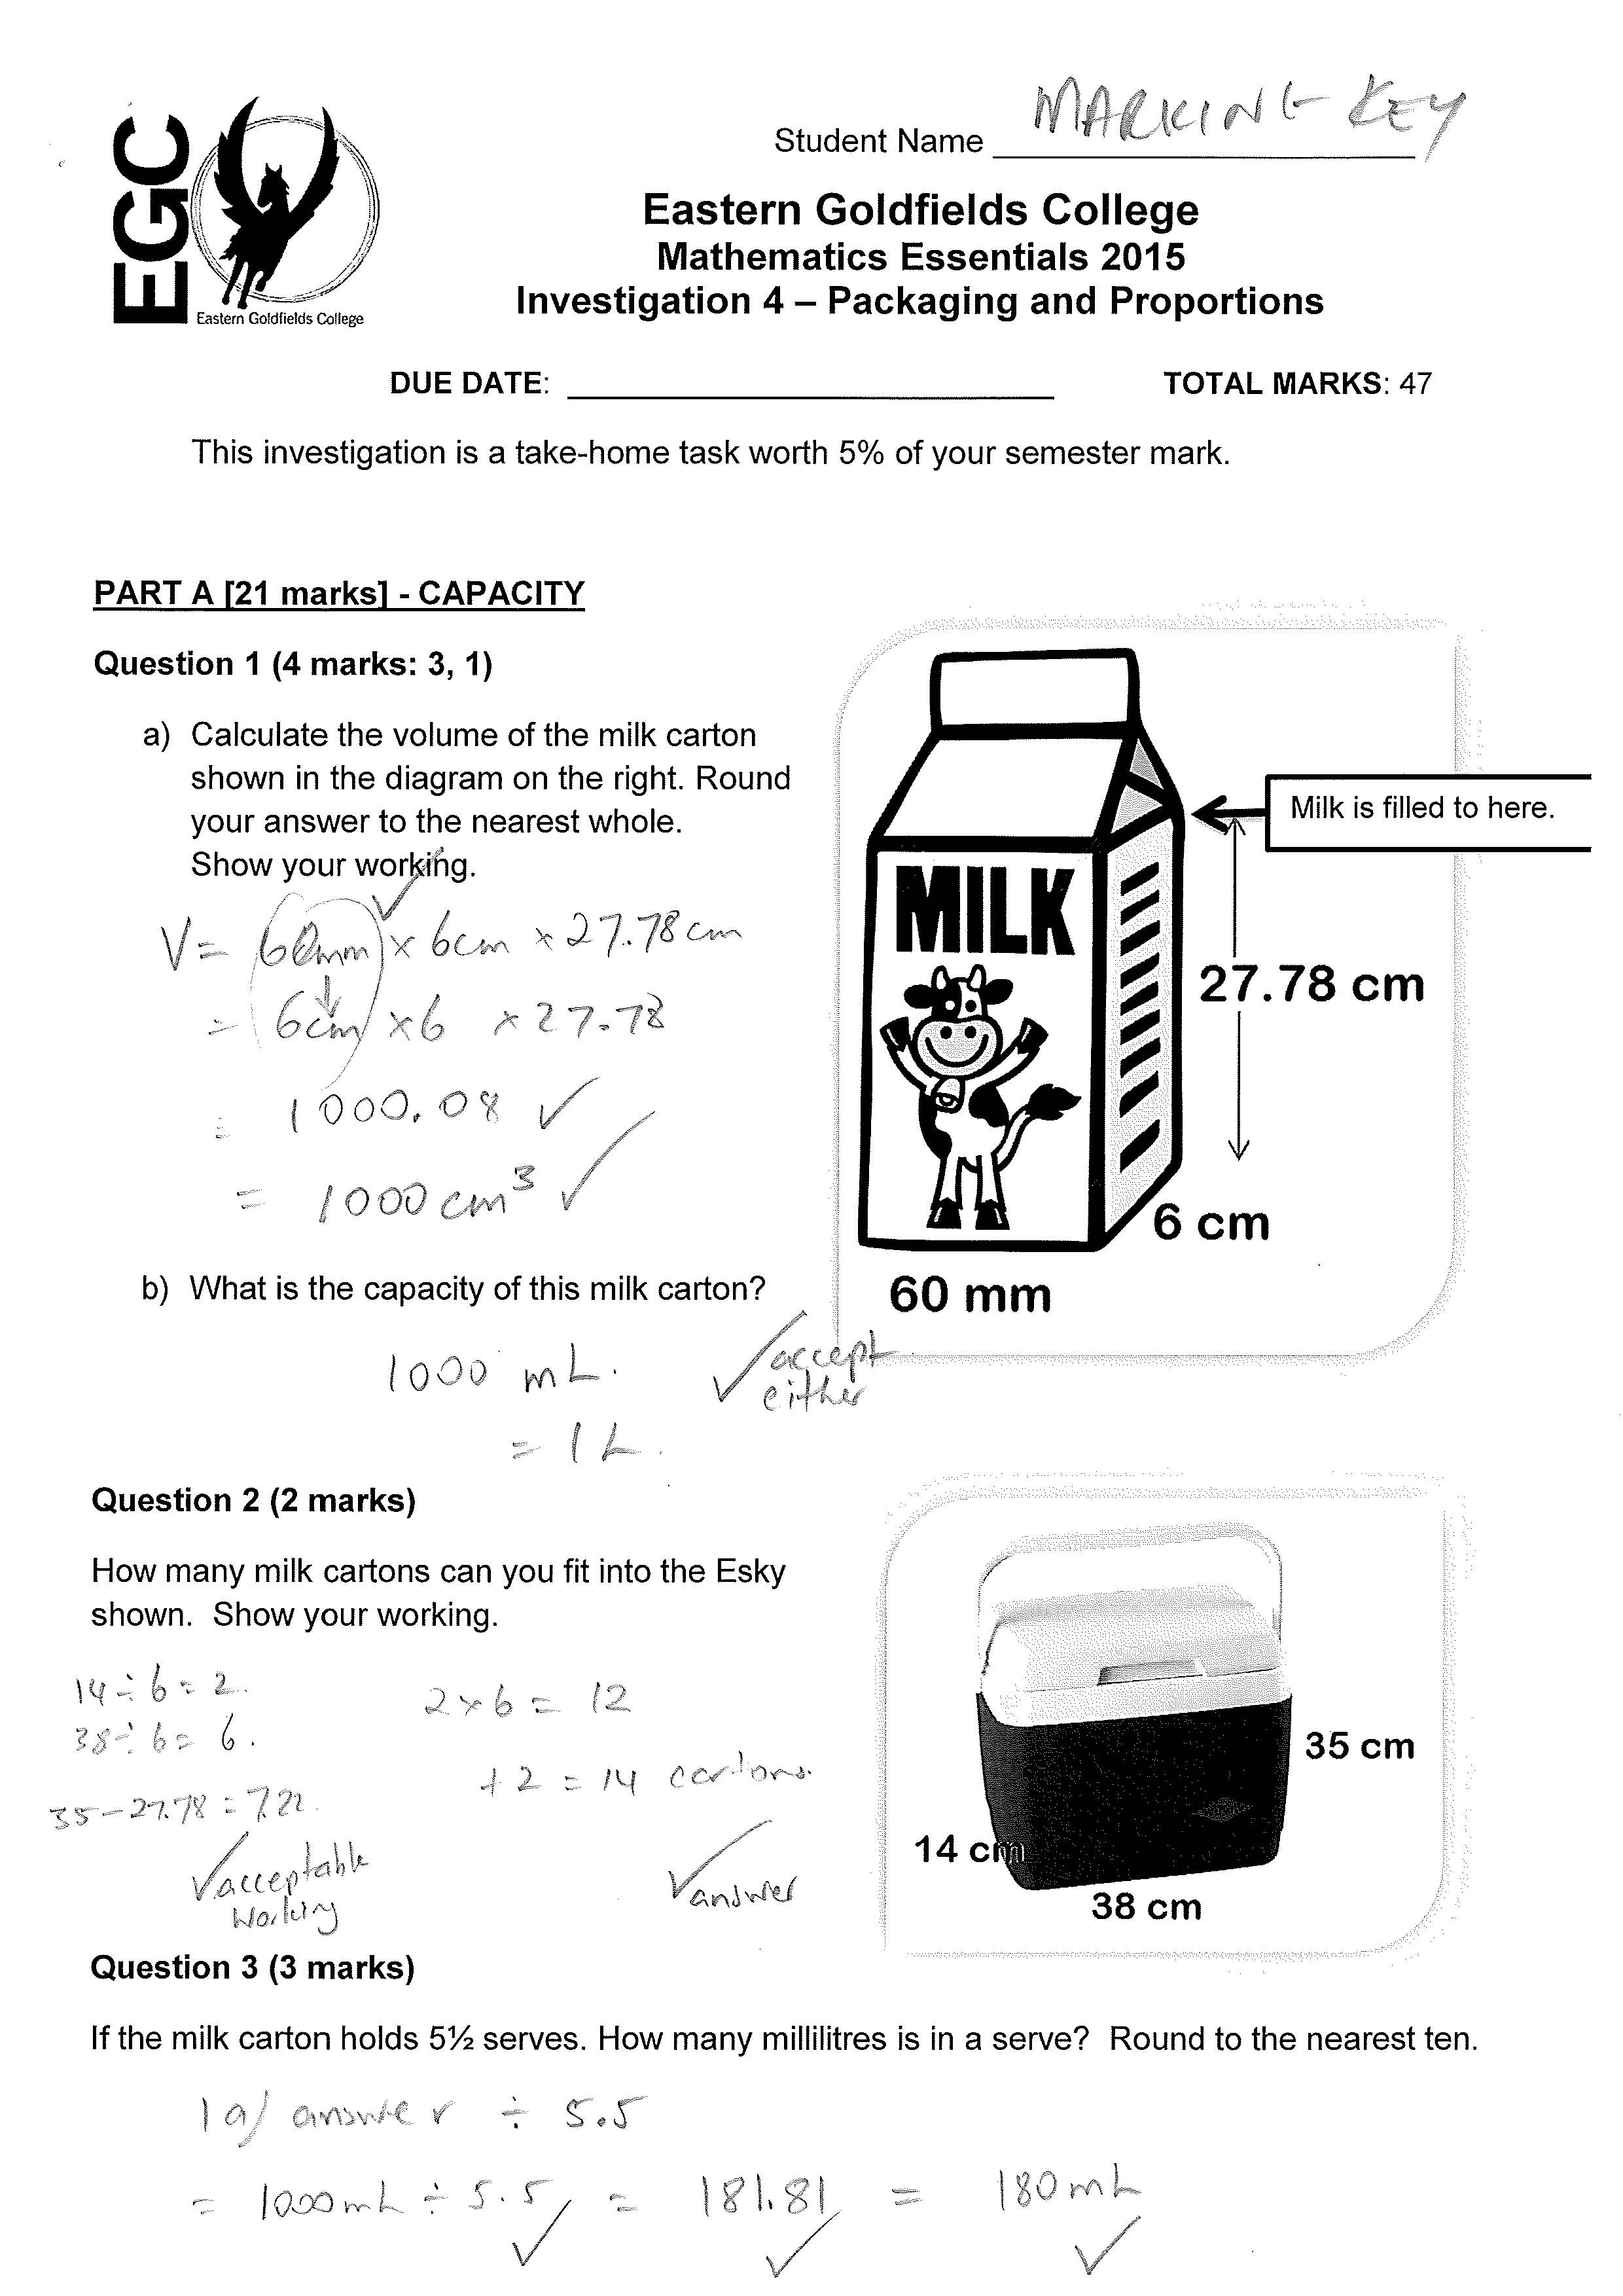 Student Name MARKING KEY
EGC
Eastern Goldfields College
Eastern Goldfields College
Mathematics Essentials 2015
Investigation 4 – Packaging and Proportions
DUE DATE: TOTAL MARKS: 47
This investigation is a take-home task worth 5% of your semester mark.
PART A [21 marks] - CAPACITY
Question 1 (4 marks: 3, 1)
a) Calculate the volume of the milk carton
shown in the diagram on the right. Round
your answer to the nearest whole.
Show your working.
Milk is filled to here.
MILK
27.78 cm
6 cm
60 mm
V = 60mm × 6cm × 27.78cm
= 6cm × 6 × 27.78
= 1000.08 ✓
= 1000 cm³ ✓
b) What is the capacity of this milk carton?
1000 mL. ✓ accept
either
= 1 L.
Question 2 (2 marks)
How many milk cartons can you fit into the Esky
shown. Show your working.
14 ÷ 6 = 2.
38 ÷ 6 = 6.
35 – 27.78 = 7.22.
✓ acceptable
working
2 × 6 = 12
+ 2 = 14 cartons.
✓ answer
35 cm
14 cm
38 cm
Question 3 (3 marks)
If the milk carton holds 5½ serves. How many millilitres is in a serve? Round to the nearest ten.
1a) answer ÷ 5.5
= 1000mL ÷ 5.5 = 181.81 = 180mL
✓ ✓ ✓